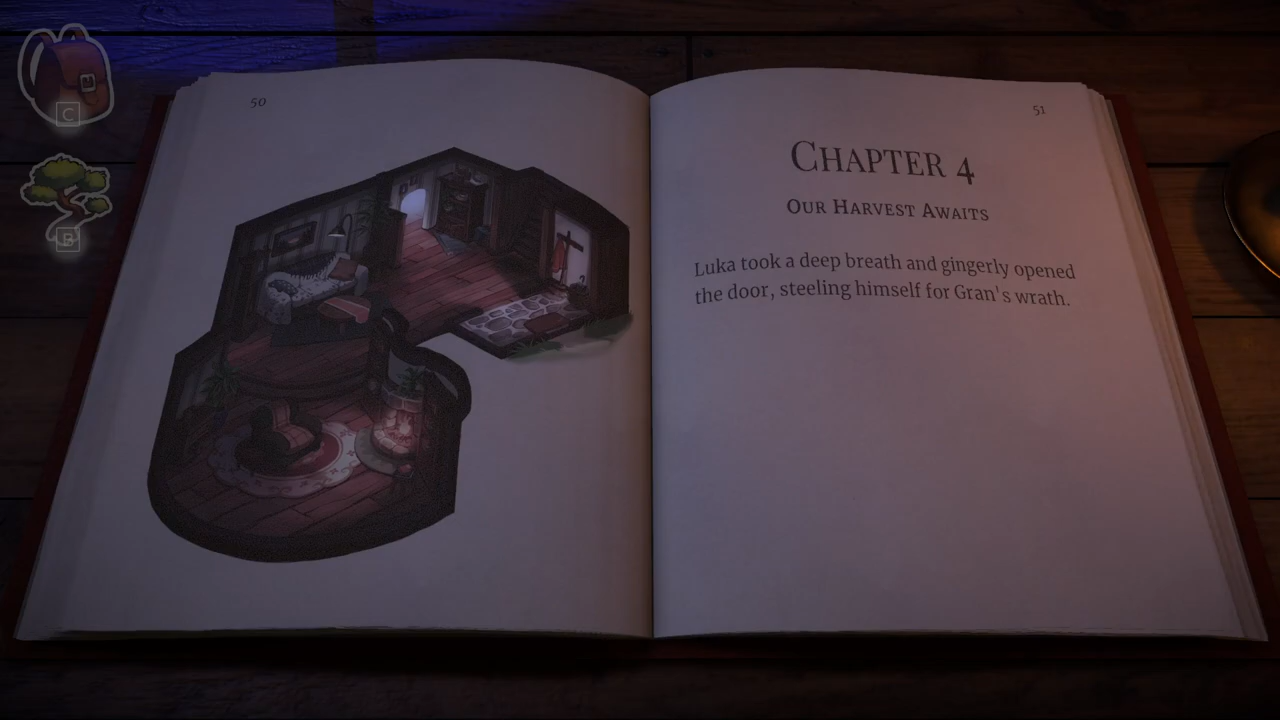 C
B
50
51
Chapter 4
Our Harvest Awaits
Luka took a deep breath and gingerly opened
the door, steeling himself for Gran's wrath.